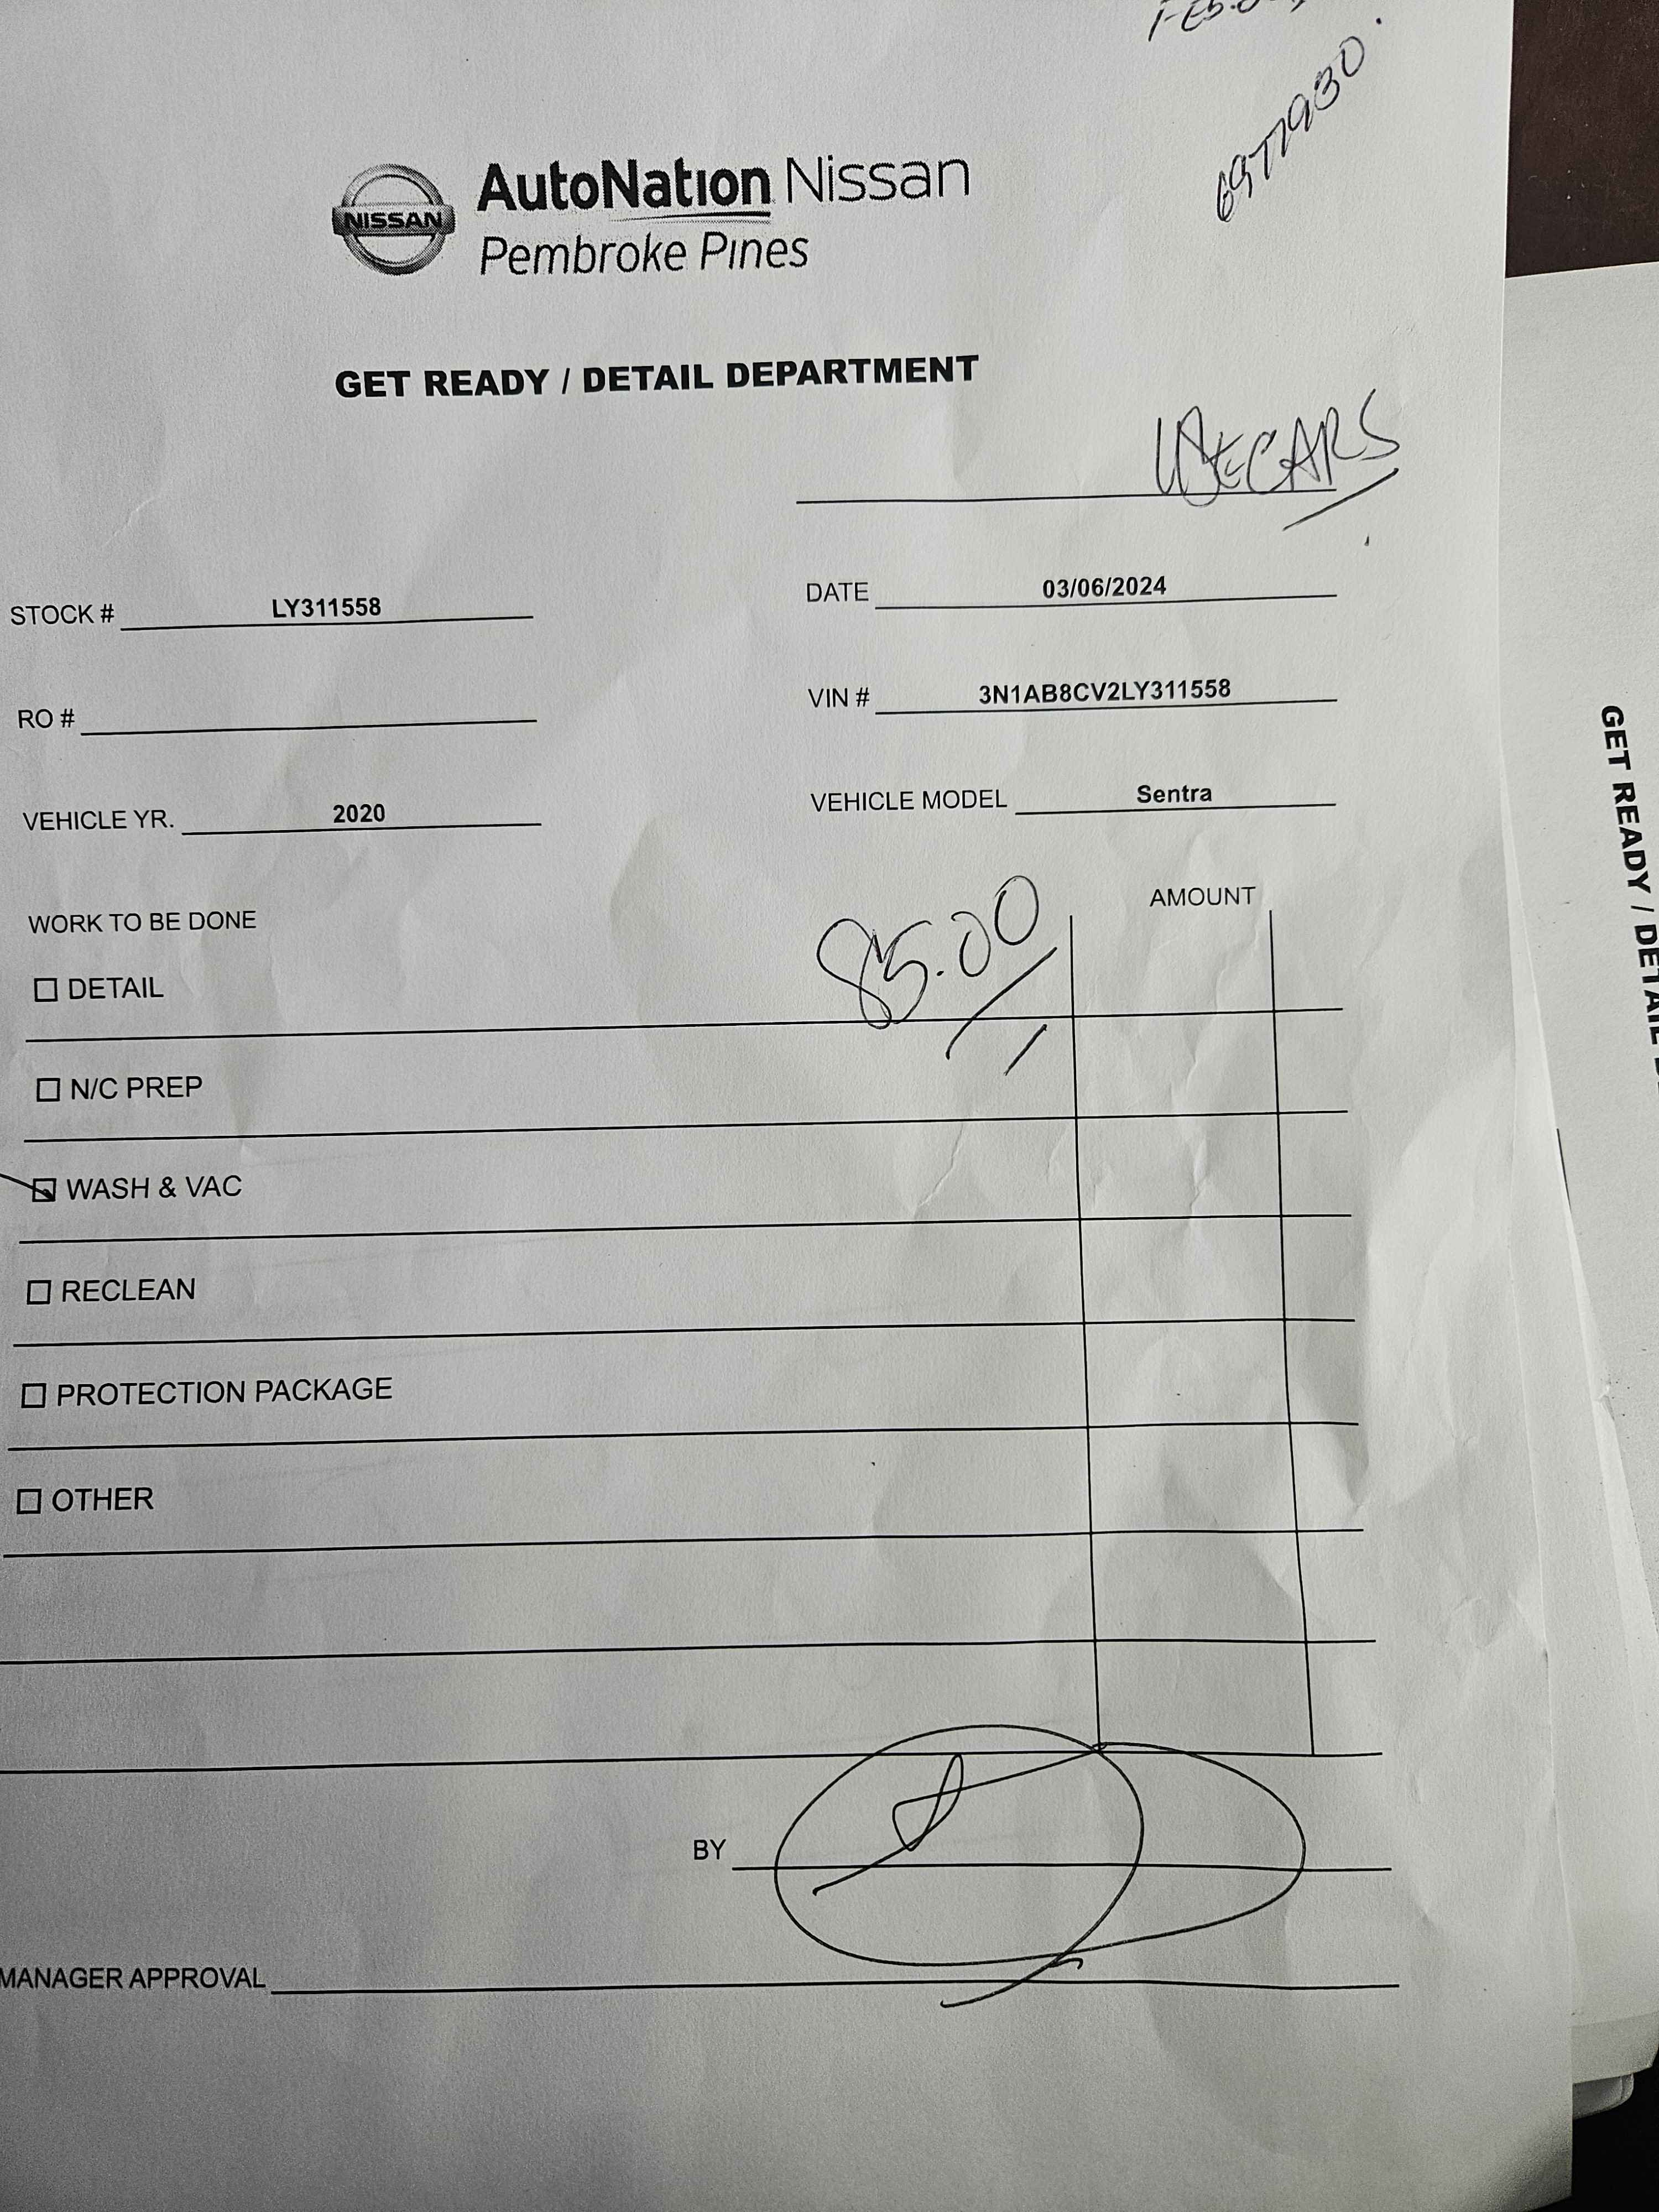 6977930
NISSAN
AutoNation Nissan
Pembroke Pines
GET READY / DETAIL DEPARTMENT
USECARS
STOCK # LY311558 DATE 03/06/2024
RO # VIN # 3N1AB8CV2LY311558
VEHICLE YR. 2020 VEHICLE MODEL Sentra
WORK TO BE DONE 85.00 AMOUNT
DETAIL
N/C PREP
WASH & VAC
RECLEAN
PROTECTION PACKAGE
OTHER
BY
MANAGER APPROVAL
GET READY / DETAIL